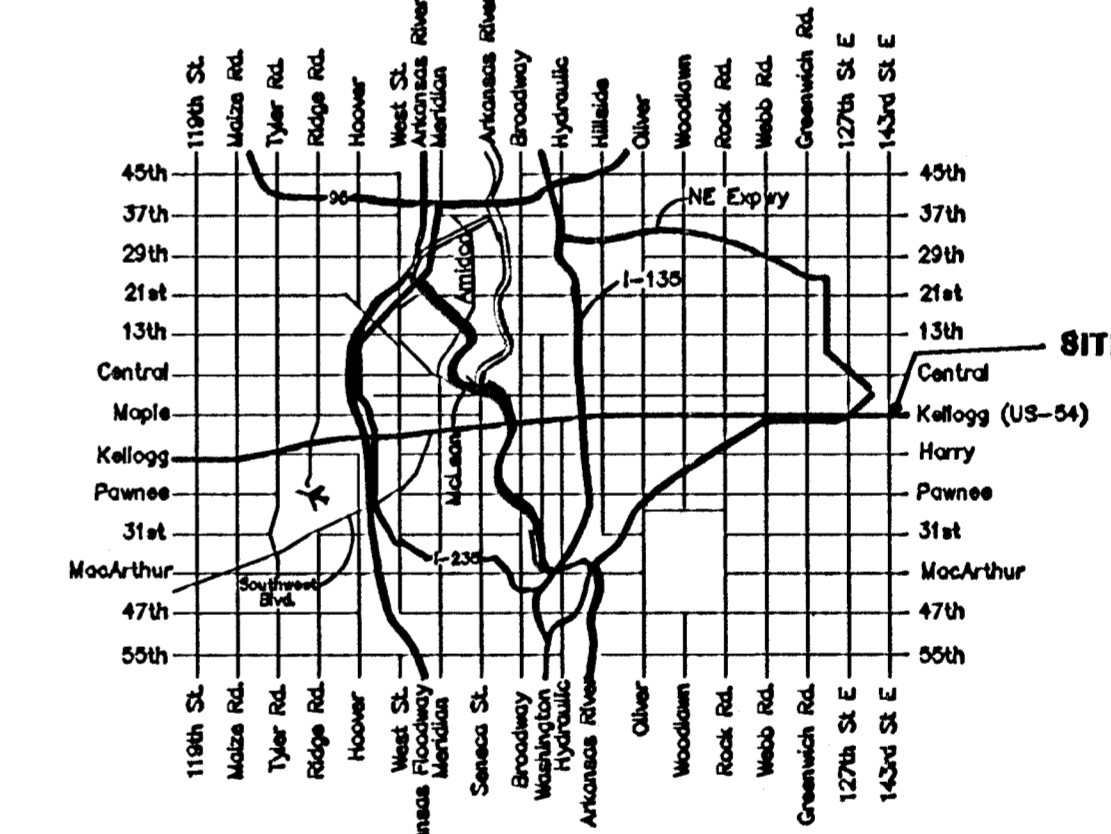 119th St.
Maize Rd.
Tyler Rd.
Ridge Rd.
Hoover
West St.
Arkansas River
Meridian
Arkansas River
Broadway
Hydraulic
Hillside
Oliver
Woodlawn
Rock Rd.
Webb Rd.
Greenwich Rd.
127th St E
143rd St E
45th
37th
29th
21st
13th
Central
Maple
Kellogg
Pawnee
31st
MacArthur
47th
55th
96
NE Expwy
I-135
Amidon
McLean
I-235
Southwest
Blvd.
SIT
45th
37th
29th
21st
13th
Central
Kellogg (US-54)
Harry
Pawnee
31st
MacArthur
47th
55th
119th St.
Maize Rd.
Tyler Rd.
Ridge Rd.
Hoover
West St.
nsas Floodway
Meridian
Seneca St.
Broadway
Washington
Hydraulic
Arkansas River
Oliver
Woodlawn
Rock Rd.
Webb Rd.
Greenwich Rd.
127th St E
143rd St E